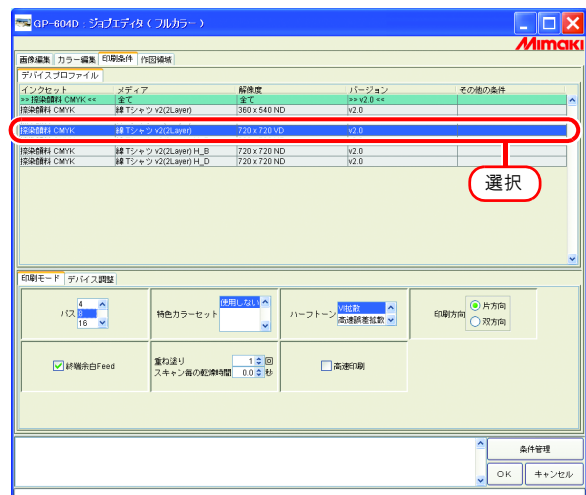 GP-604D : ジョブエディタ ( フルカラー )
Mimaki
画像編集 カラー編集 印刷条件 作図領域
デバイスプロファイル
インクセット メディア 解像度 バージョン その他の条件
>> 捺染顔料 CMYK << 全て 全て >> v2.0 <<
捺染顔料 CMYK 綿 Tシャツ v2(2Layer) 360 x 540 ND v2.0
捺染顔料 CMYK 綿 Tシャツ v2(2Layer) 720 x 720 VD v2.0
捺染顔料 CMYK 綿 Tシャツ v2(2Layer) H_B 720 x 720 ND v2.0
捺染顔料 CMYK 綿 Tシャツ v2(2Layer) H_D 720 x 720 ND v2.0
選択
印刷モード デバイス調整
パス 4 8 16
特色カラーセット 使用しない
ハーフトーン VI拡散 高速誤差拡散
印刷方向 片方向 双方向
終端余白Feed
重ね塗り 1 回
スキャン毎の乾燥時間 0.0 秒
高速印刷
条件管理
OK キャンセル